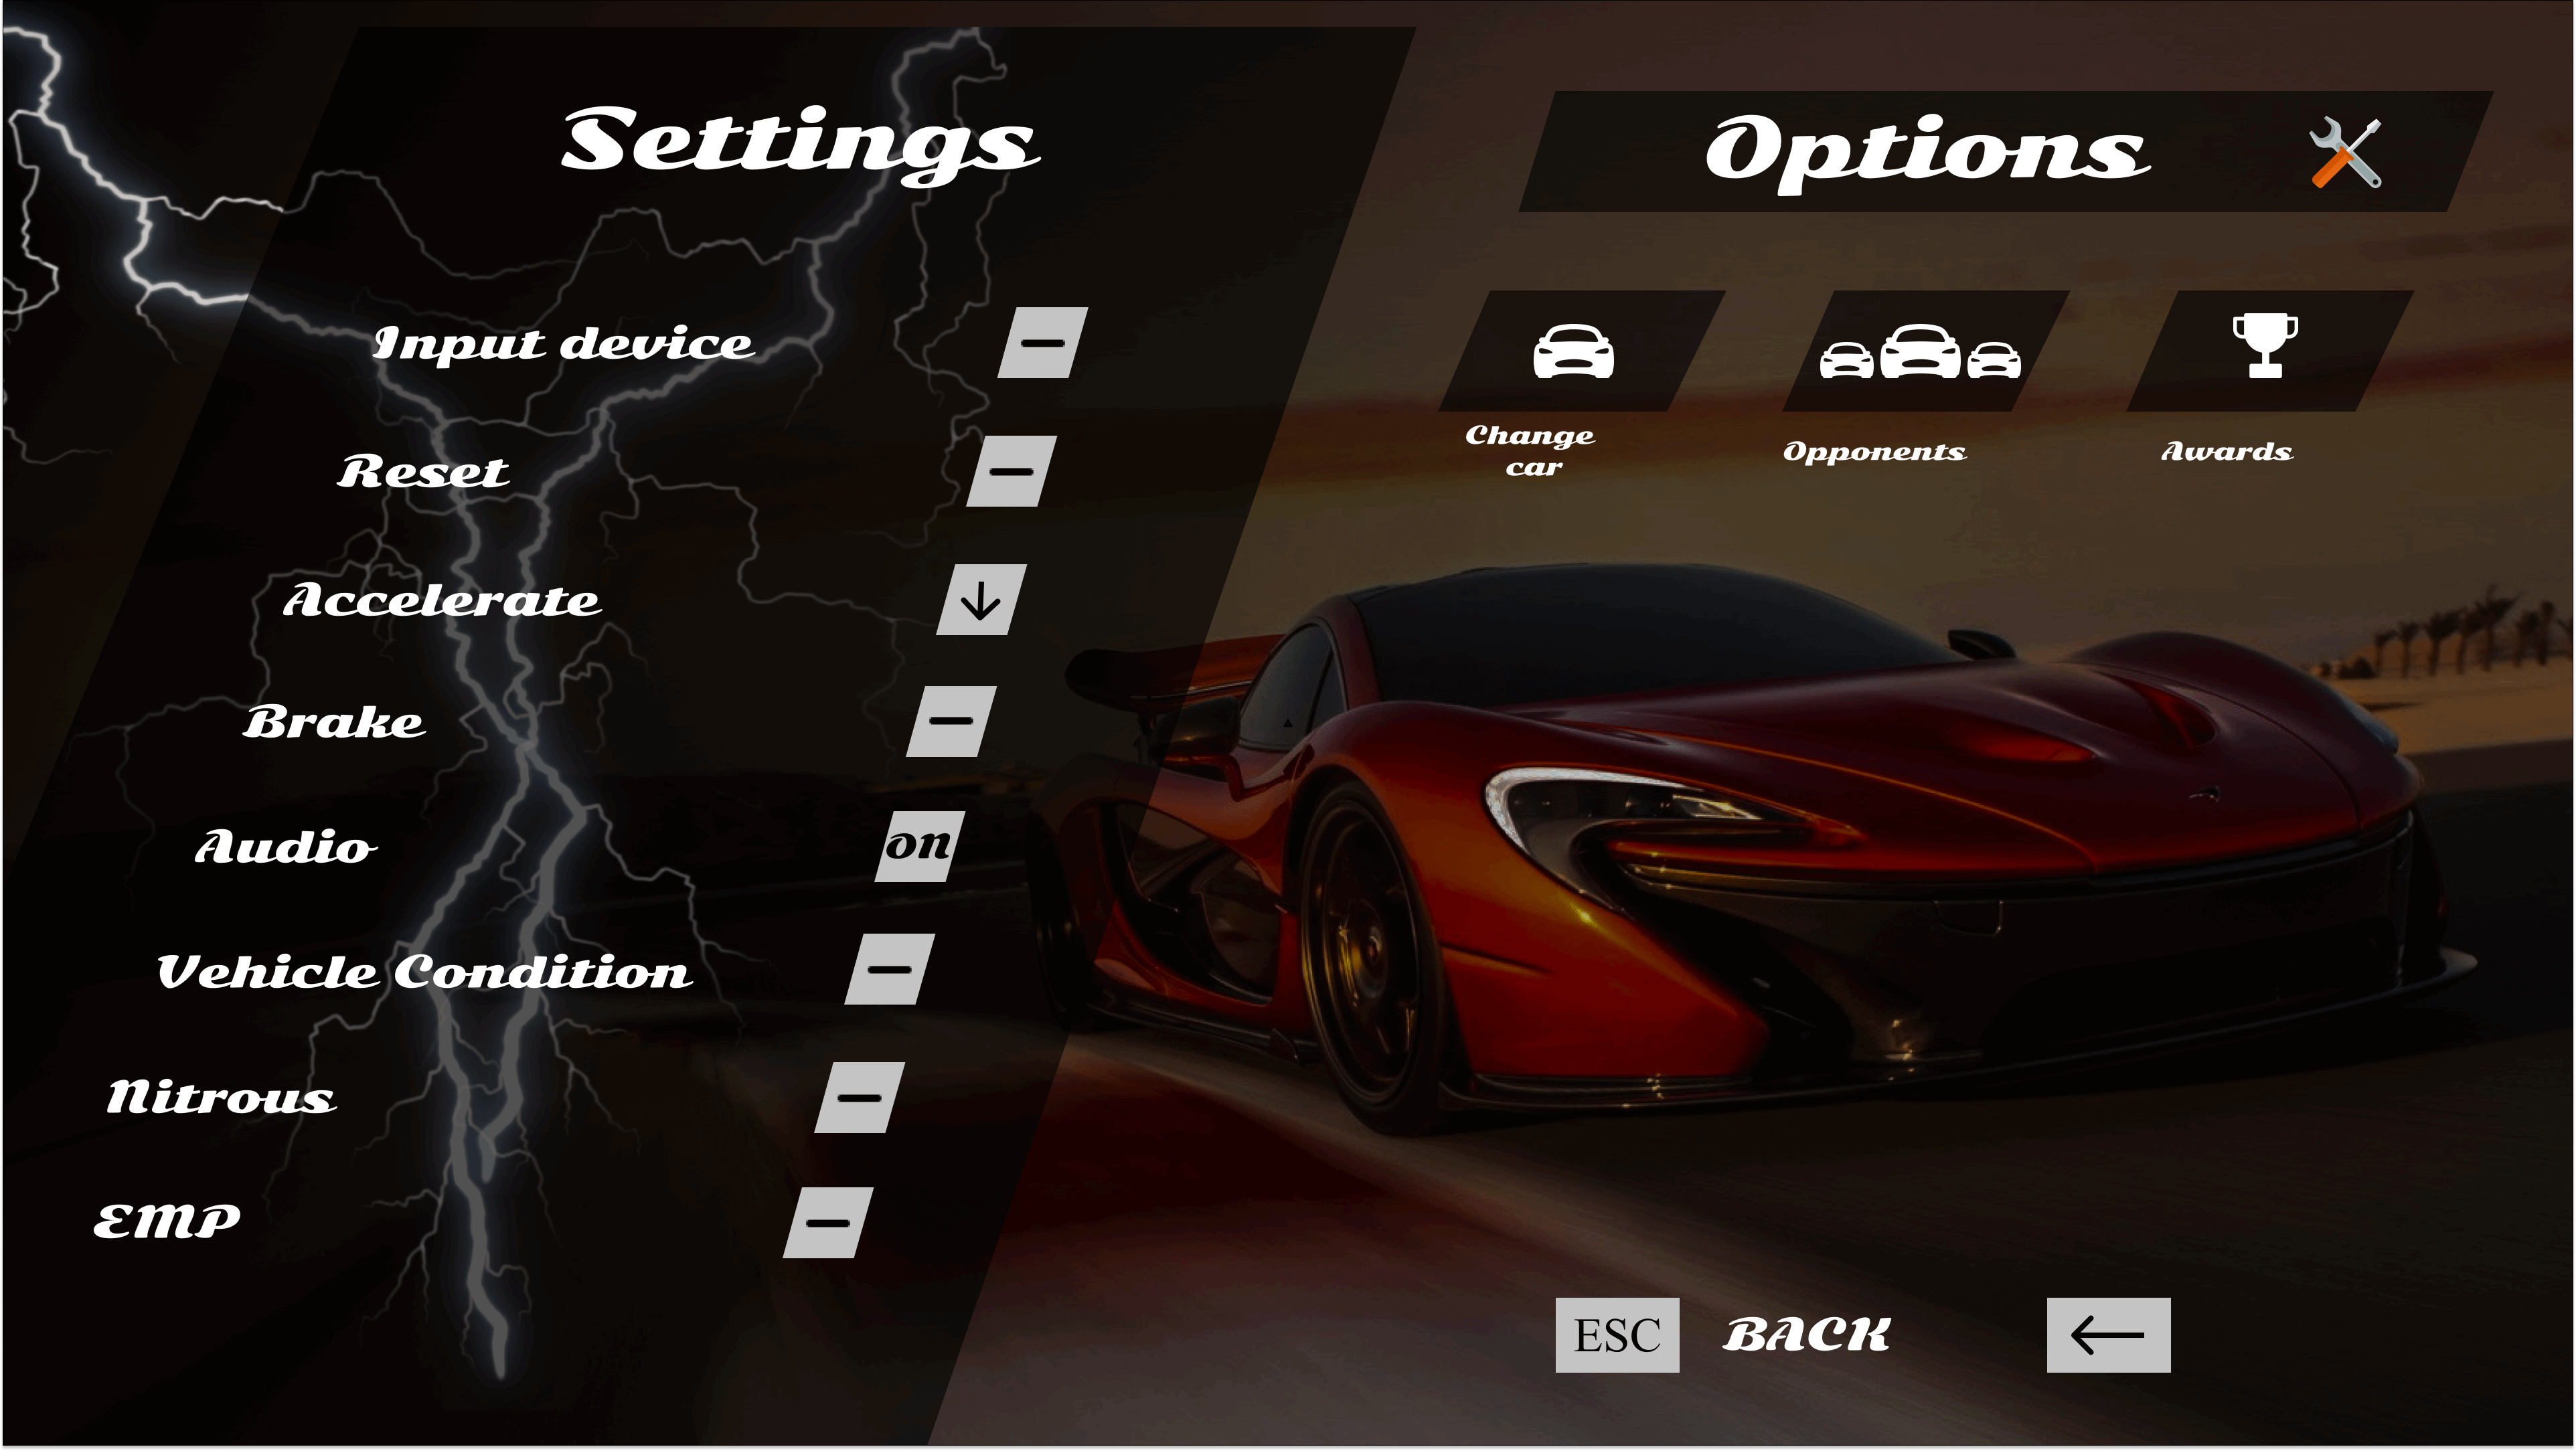 Settings
Options
Input device
Reset
Accelerate
Brake
Audio on
Vehicle Condition
Nitrous
EMP
Change
car
Opponents
Awards
ESC BACK